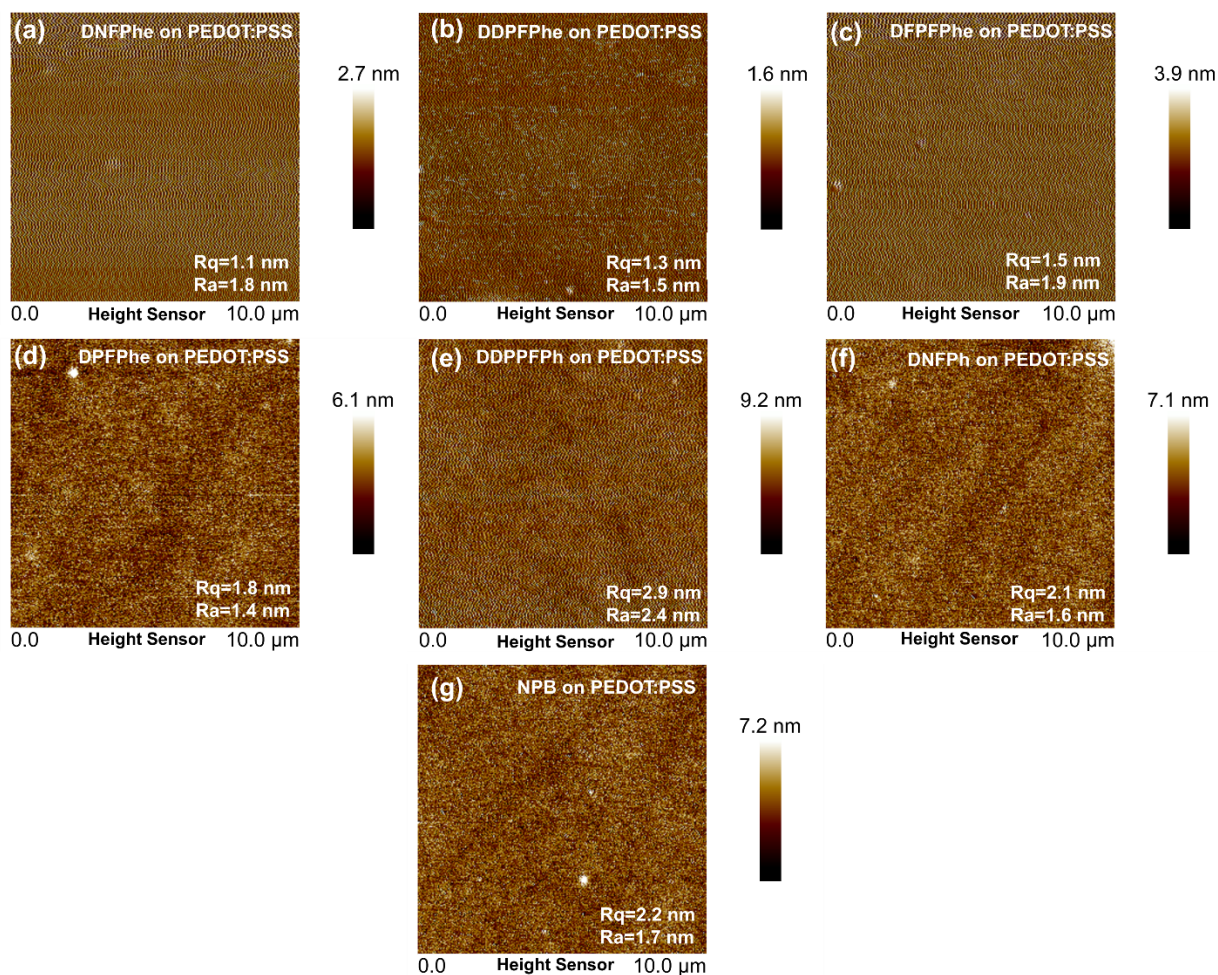 (a) DNFPhe on PEDOT:PSS
2.7 nm
Rq=1.1 nm
Ra=1.8 nm
0.0 Height Sensor 10.0 μm
(b) DDPFPhe on PEDOT:PSS
1.6 nm
Rq=1.3 nm
Ra=1.5 nm
0.0 Height Sensor 10.0 μm
(c) DFPFPhe on PEDOT:PSS
3.9 nm
Rq=1.5 nm
Ra=1.9 nm
0.0 Height Sensor 10.0 μm
(d) DPFPhe on PEDOT:PSS
6.1 nm
Rq=1.8 nm
Ra=1.4 nm
0.0 Height Sensor 10.0 μm
(e) DDPPFPh on PEDOT:PSS
9.2 nm
Rq=2.9 nm
Ra=2.4 nm
0.0 Height Sensor 10.0 μm
(f) DNFPh on PEDOT:PSS
7.1 nm
Rq=2.1 nm
Ra=1.6 nm
0.0 Height Sensor 10.0 μm
(g) NPB on PEDOT:PSS
7.2 nm
Rq=2.2 nm
Ra=1.7 nm
0.0 Height Sensor 10.0 μm